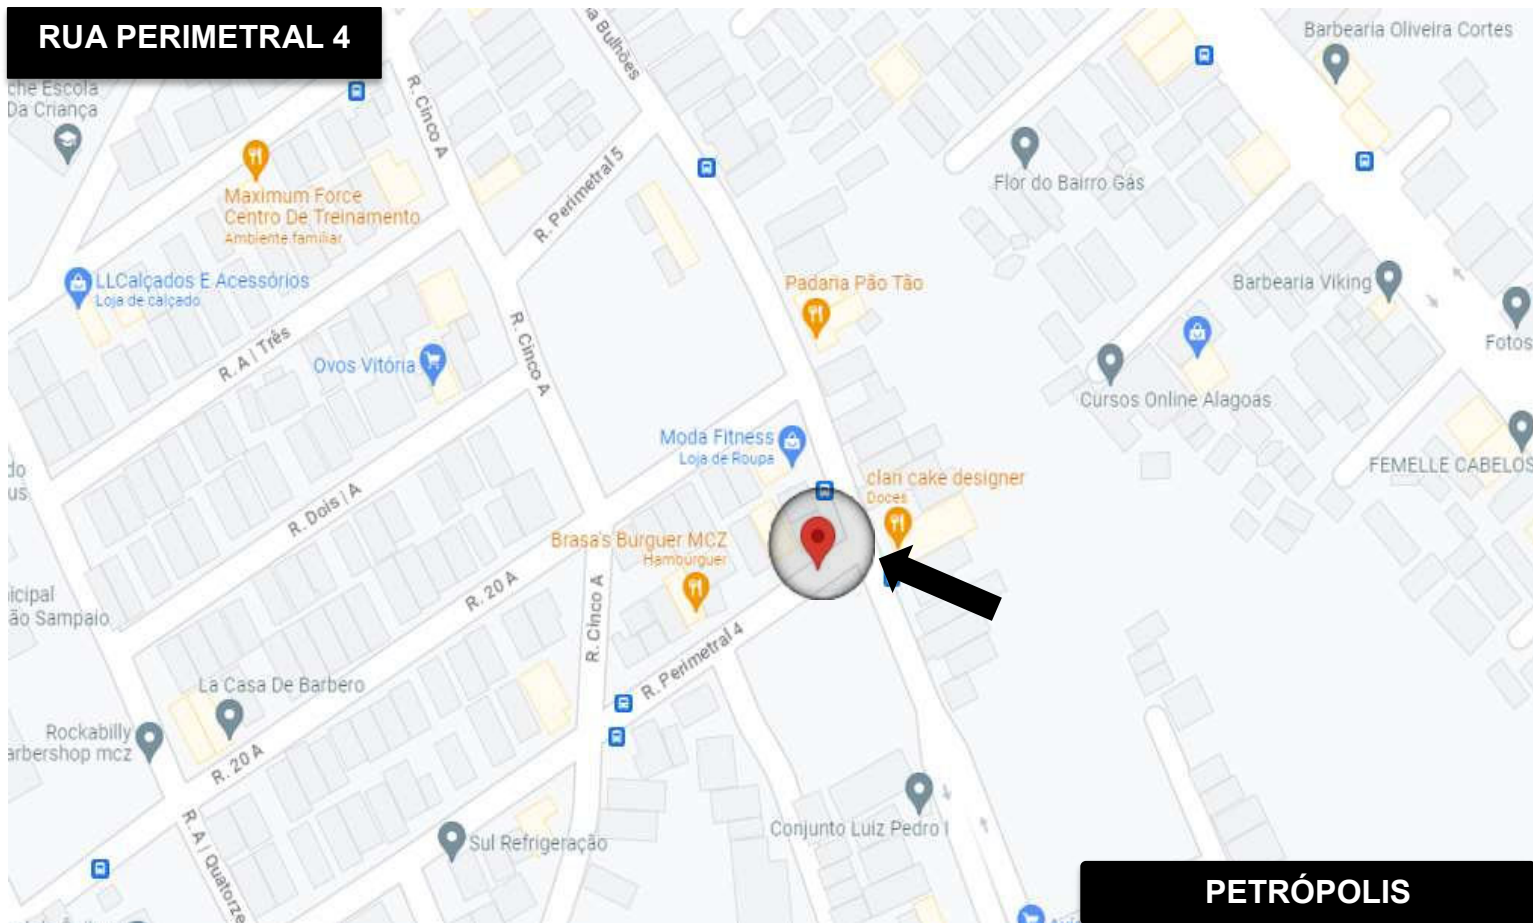 RUA PERIMETRAL 4
Barbearia Oliveira Cortes
Bulhões
che Escola
Da Criança
R. Cinco A
R. Perimetral 5
Flor do Bairro Gás
Maximum Force
Centro De Treinamento
Ambiente familiar
LLCalçados E Acessórios
Loja de calçado
Padaria Pão Tão
Barbearia Viking
R. Cinco A
Fotos
R. A | Três
Ovos Vitória
Cursos Online Alagoas
Moda Fitness
Loja de Roupa
FEMELLE CABELOS
do
us
clan cake designer
Doces
R. Dois | A
Brasa's Burguer MCZ
Hamburguer
R. 20 A
icipal
ão Sampaio
R. Cinco A
R. Perimetral 4
La Casa De Barbero
Rockabilly
arbershop mcz
R. 20 A
Conjunto Luiz Pedro I
Sul Refrigeração
R. A | Quatorze
PETRÓPOLIS